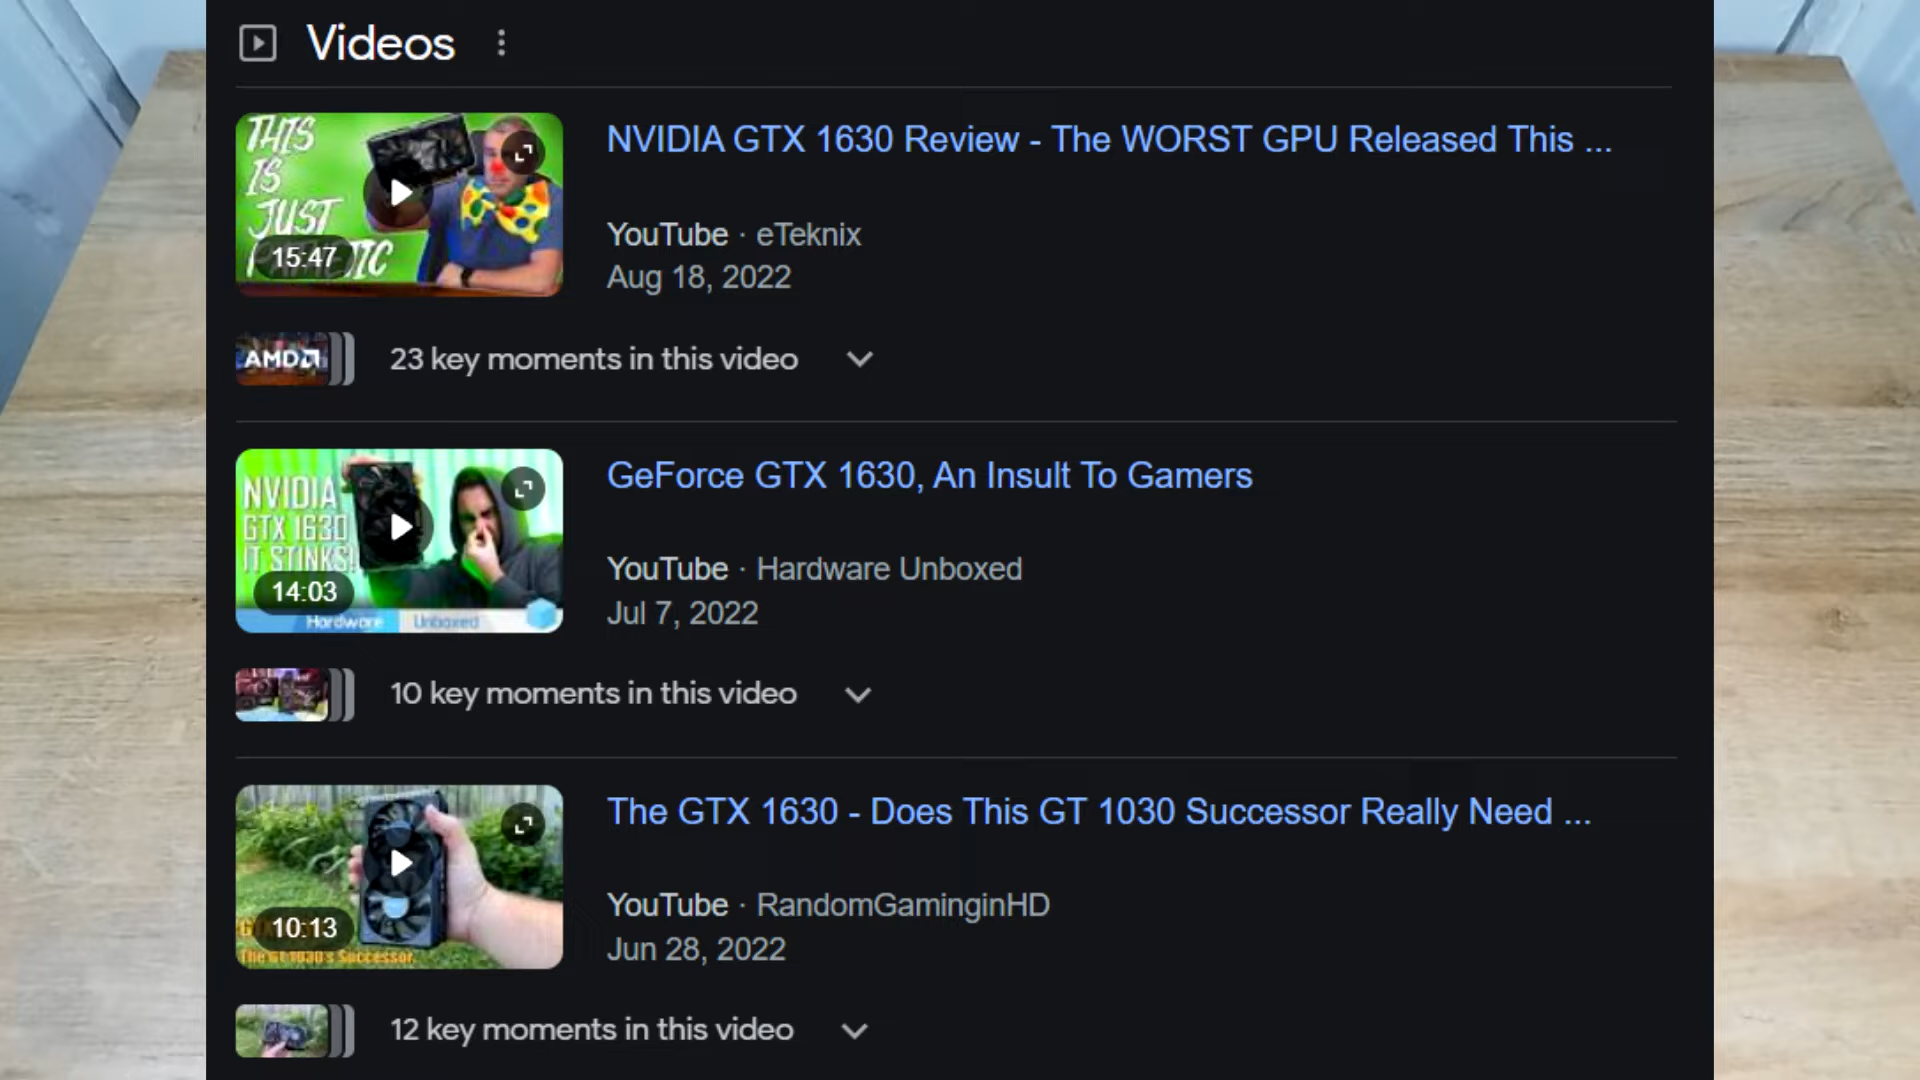 Videos
THIS
IS
JUST
15:47
NVIDIA GTX 1630 Review - The WORST GPU Released This ...
YouTube · eTeknix
Aug 18, 2022
AMD
23 key moments in this video
NVIDIA
GTX 1630
IT STINKS!
14:03
Hardware Unboxed
GeForce GTX 1630, An Insult To Gamers
YouTube · Hardware Unboxed
Jul 7, 2022
10 key moments in this video
10:13
The GT 1030's Successor.
The GTX 1630 - Does This GT 1030 Successor Really Need ...
YouTube · RandomGaminginHD
Jun 28, 2022
12 key moments in this video